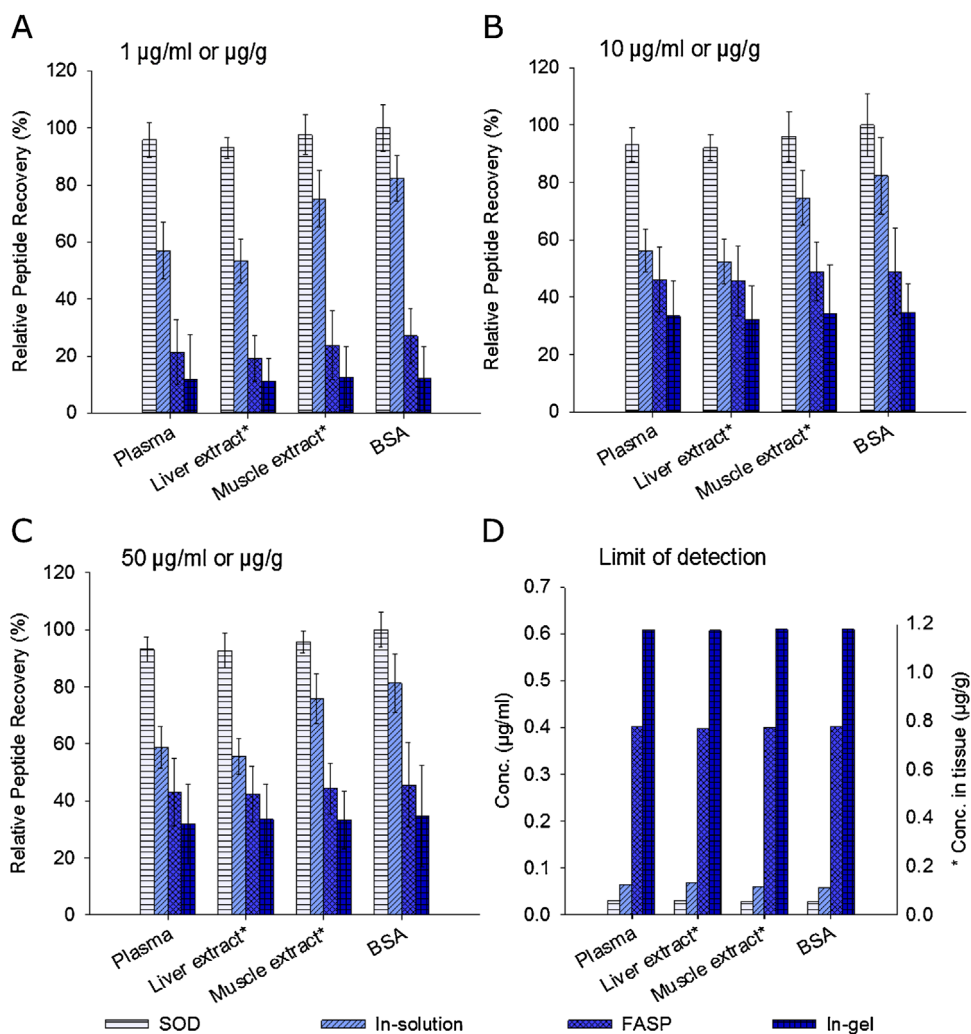 A
1 µg/ml or µg/g
Relative Peptide Recovery (%)
120
100
80
60
40
20
0
Plasma
Liver extract*
Muscle extract*
BSA
B
10 µg/ml or µg/g
Relative Peptide Recovery (%)
120
100
80
60
40
20
0
Plasma
Liver extract*
Muscle extract*
BSA
C
50 µg/ml or µg/g
Relative Peptide Recovery (%)
120
100
80
60
40
20
0
Plasma
Liver extract*
Muscle extract*
BSA
D
Limit of detection
Conc. (µg/ml)
0.7
0.6
0.5
0.4
0.3
0.2
0.1
0.0
1.2
1.0
0.8
0.6
0.4
0.2
0.0
* Conc. in tissue (µg/g)
Plasma
Liver extract*
Muscle extract*
BSA
SOD
In-solution
FASP
In-gel